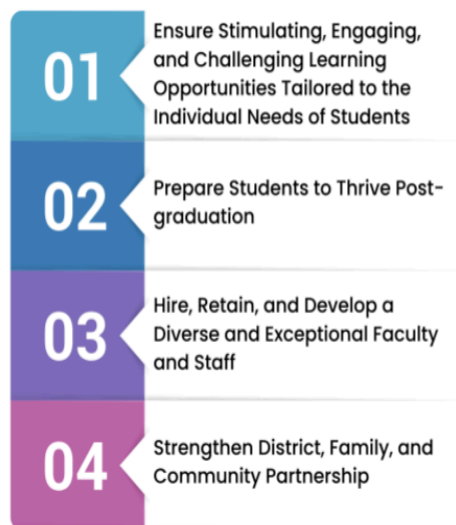 01
Ensure Stimulating, Engaging,
and Challenging Learning
Opportunities Tailored to the
Individual Needs of Students
02
Prepare Students to Thrive Post-
graduation
03
Hire, Retain, and Develop a
Diverse and Exceptional Faculty
and Staff
04
Strengthen District, Family, and
Community Partnership